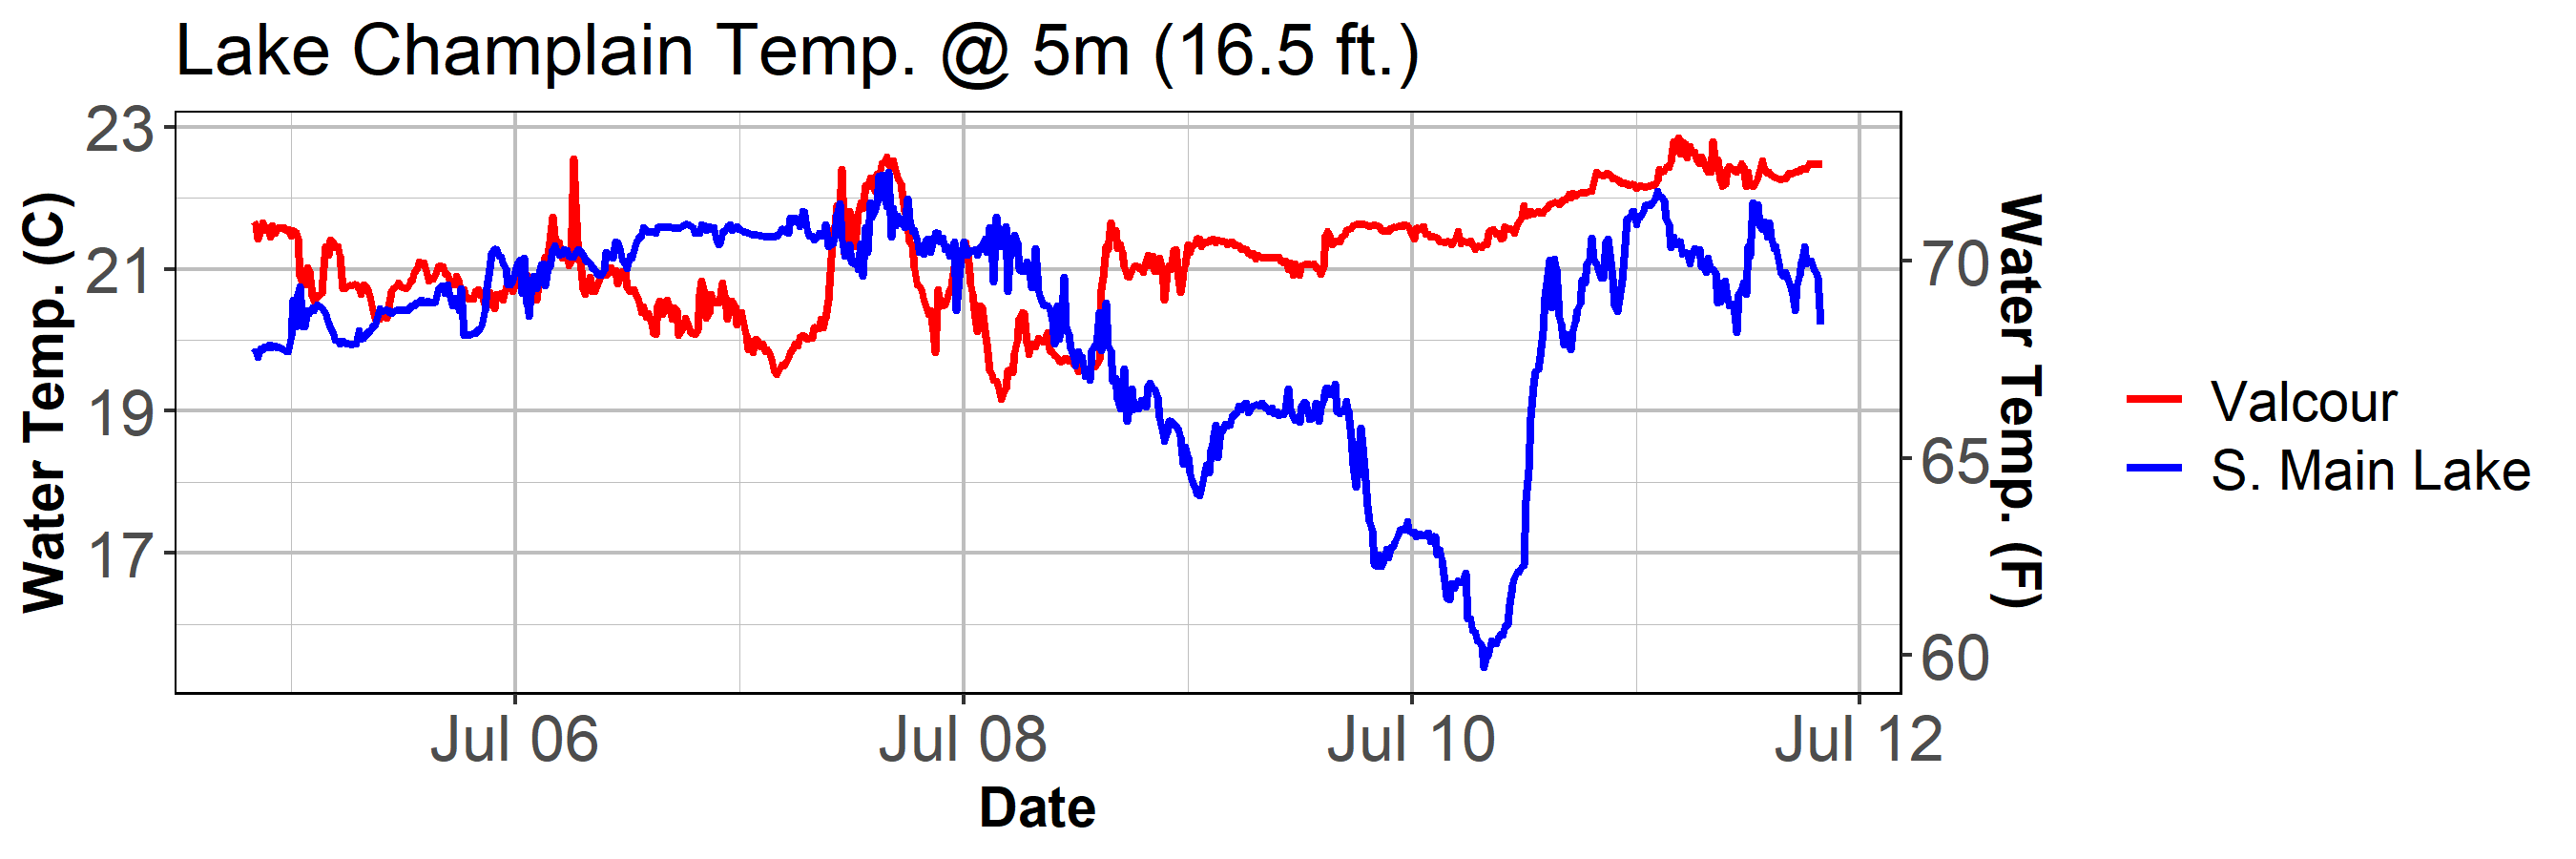 Lake Champlain Temp. @ 5m (16.5 ft.)
Water Temp. (C)
23
21
19
17
70
65
60
Water Temp. (F)
Jul 06
Jul 08
Jul 10
Jul 12
Date
Valcour
S. Main Lake